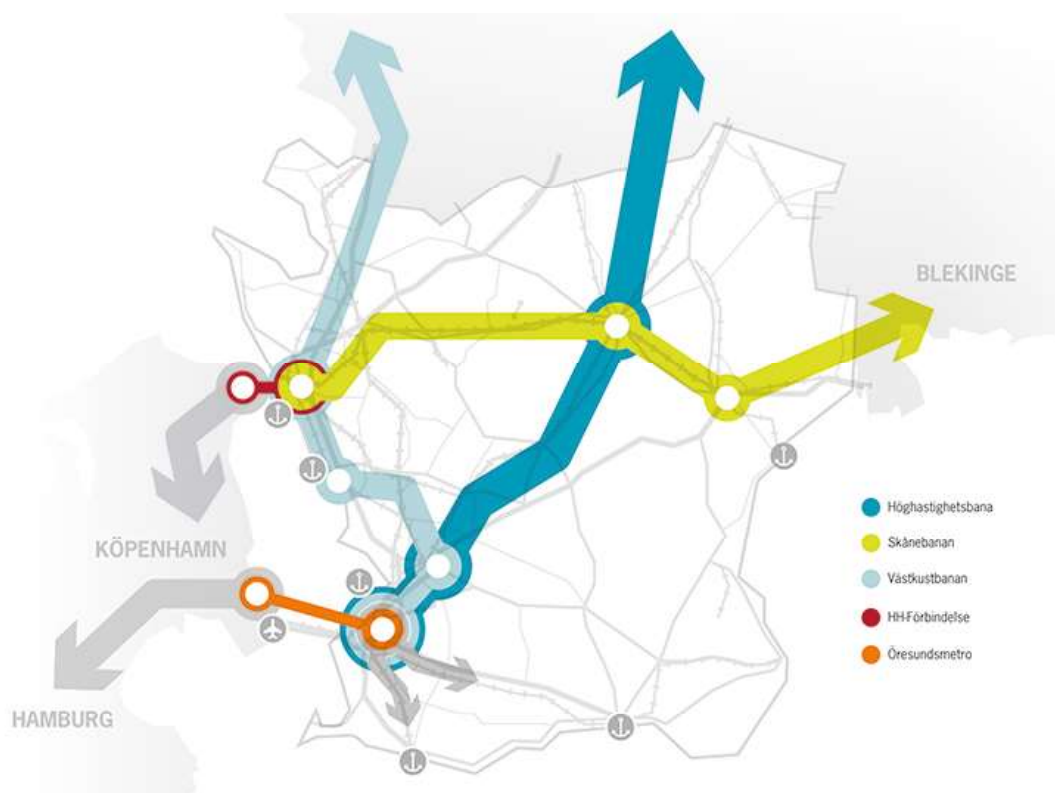 BLEKINGE
Höghastighetsbana
Skånebanan
KÖPENHAMN
Västkustbanan
HH-Förbindelse
Öresundsmetro
HAMBURG